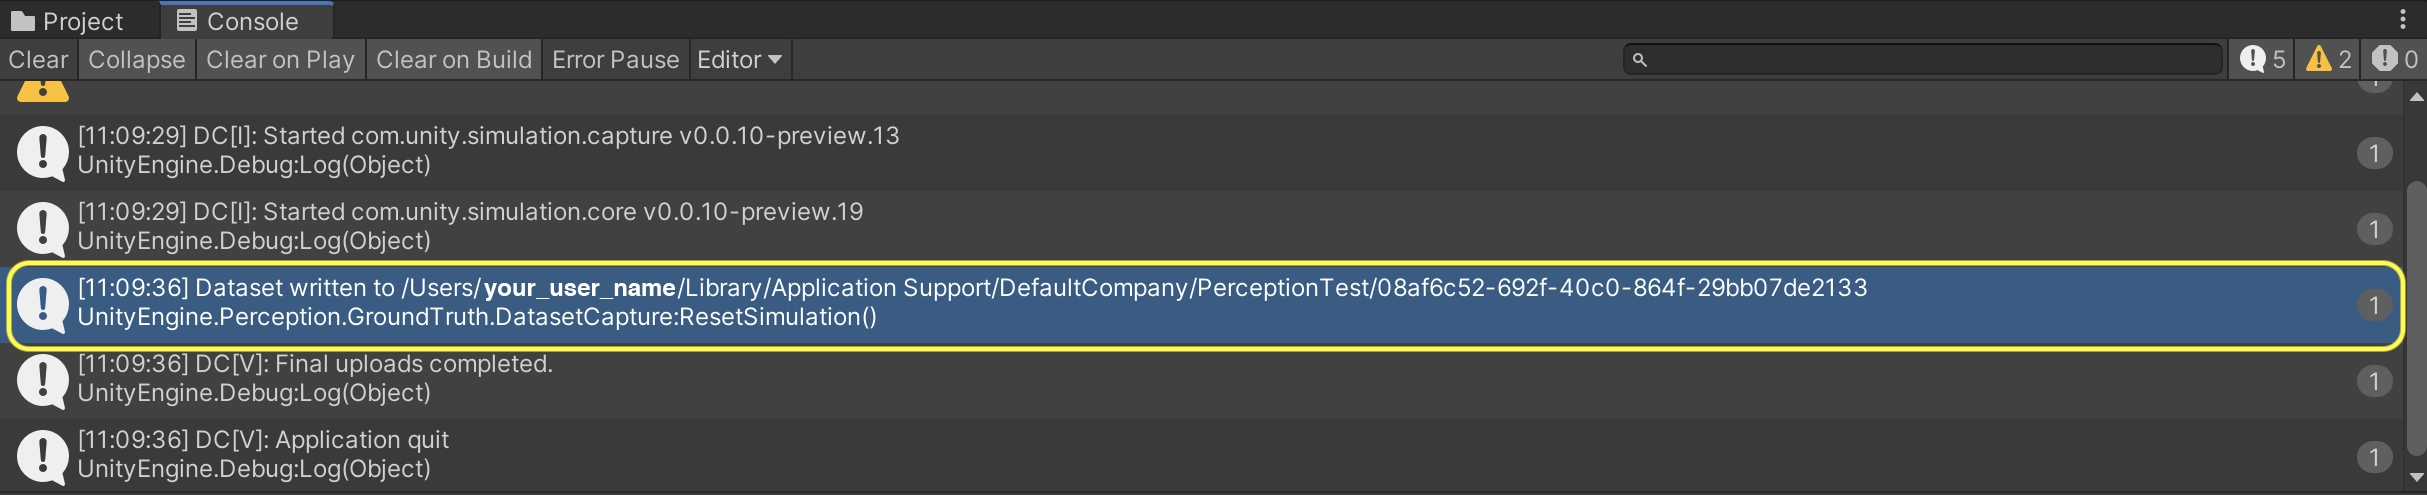 Project Console
Clear Collapse Clear on Play Clear on Build Error Pause Editor 5 2 0
[11:09:29] DC[I]: Started com.unity.simulation.capture v0.0.10-preview.13
UnityEngine.Debug:Log(Object)
1
[11:09:29] DC[I]: Started com.unity.simulation.core v0.0.10-preview.19
UnityEngine.Debug:Log(Object)
1
[11:09:36] Dataset written to /Users/your_user_name/Library/Application Support/DefaultCompany/PerceptionTest/08af6c52-692f-40c0-864f-29bb07de2133
UnityEngine.Perception.GroundTruth.DatasetCapture:ResetSimulation()
1
[11:09:36] DC[V]: Final uploads completed.
UnityEngine.Debug:Log(Object)
1
[11:09:36] DC[V]: Application quit
UnityEngine.Debug:Log(Object)
1